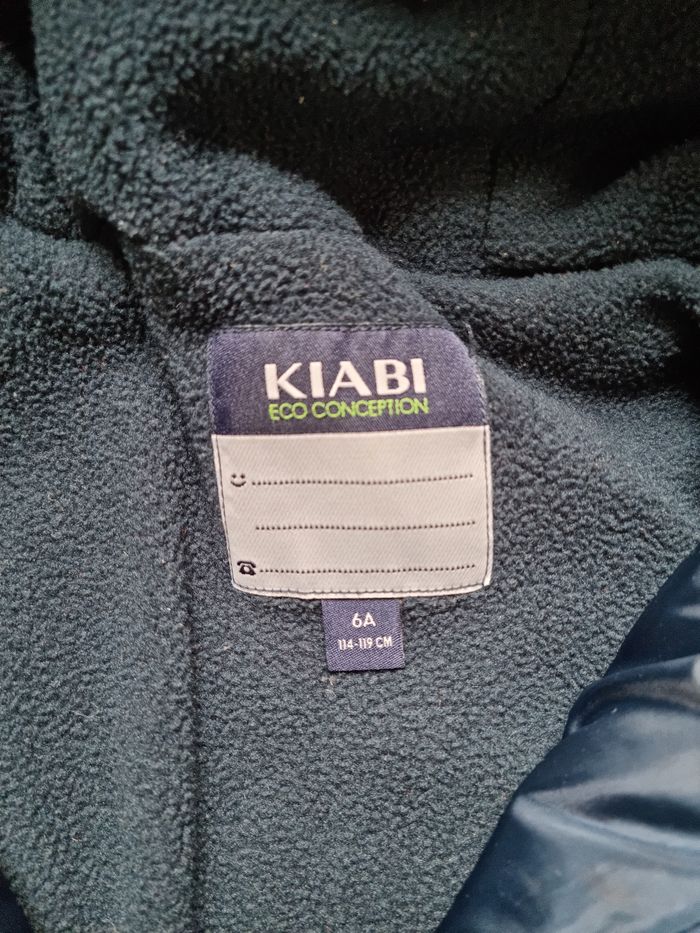 KIABI
ECO CONCEPTION
6A
114-119 CM